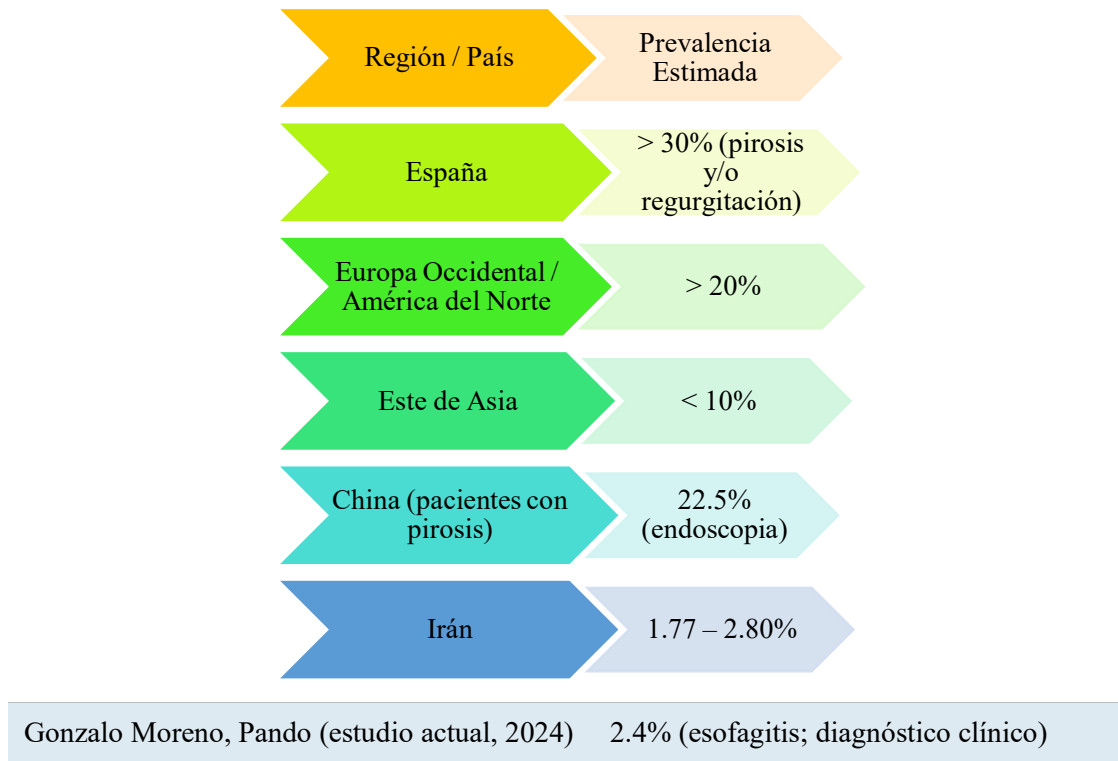 Región / País
Prevalencia
Estimada
España
> 30% (pirosis
y/o
regurgitación)
Europa Occidental /
América del Norte
> 20%
Este de Asia
< 10%
China (pacientes con
pirosis)
22.5%
(endoscopia)
Irán
1.77 – 2.80%
Gonzalo Moreno, Pando (estudio actual, 2024) 2.4% (esofagitis; diagnóstico clínico)